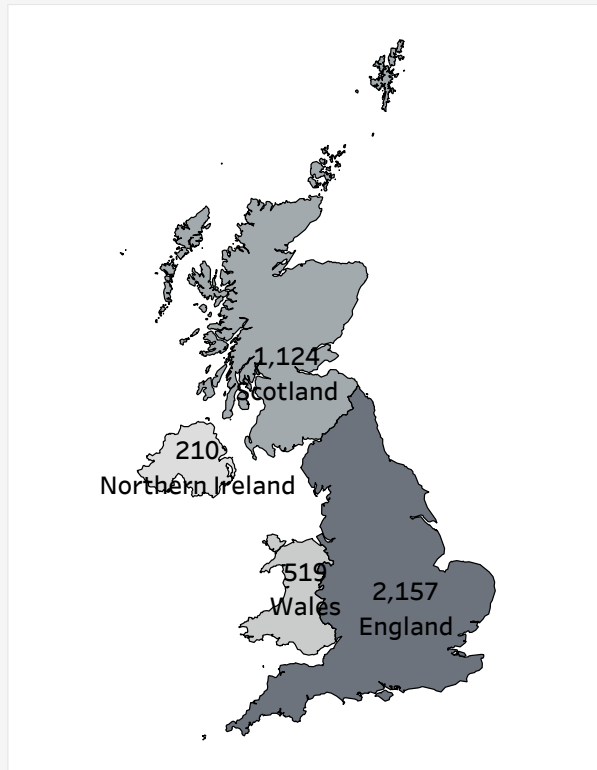 1,124
Scotland
210
Northern Ireland
519
Wales
2,157
England